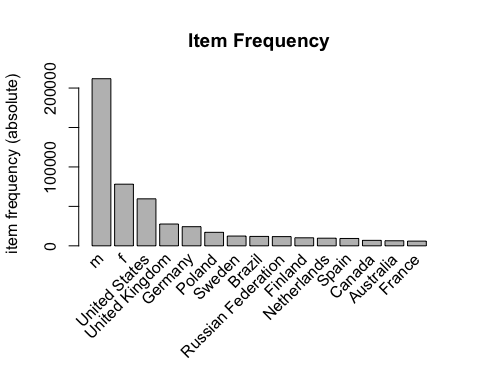 Item Frequency
item frequency (absolute)
200000
100000
0
m
f
United States
United Kingdom
Germany
Poland
Sweden
Brazil
Russian Federation
Finland
Netherlands
Spain
Canada
Australia
France